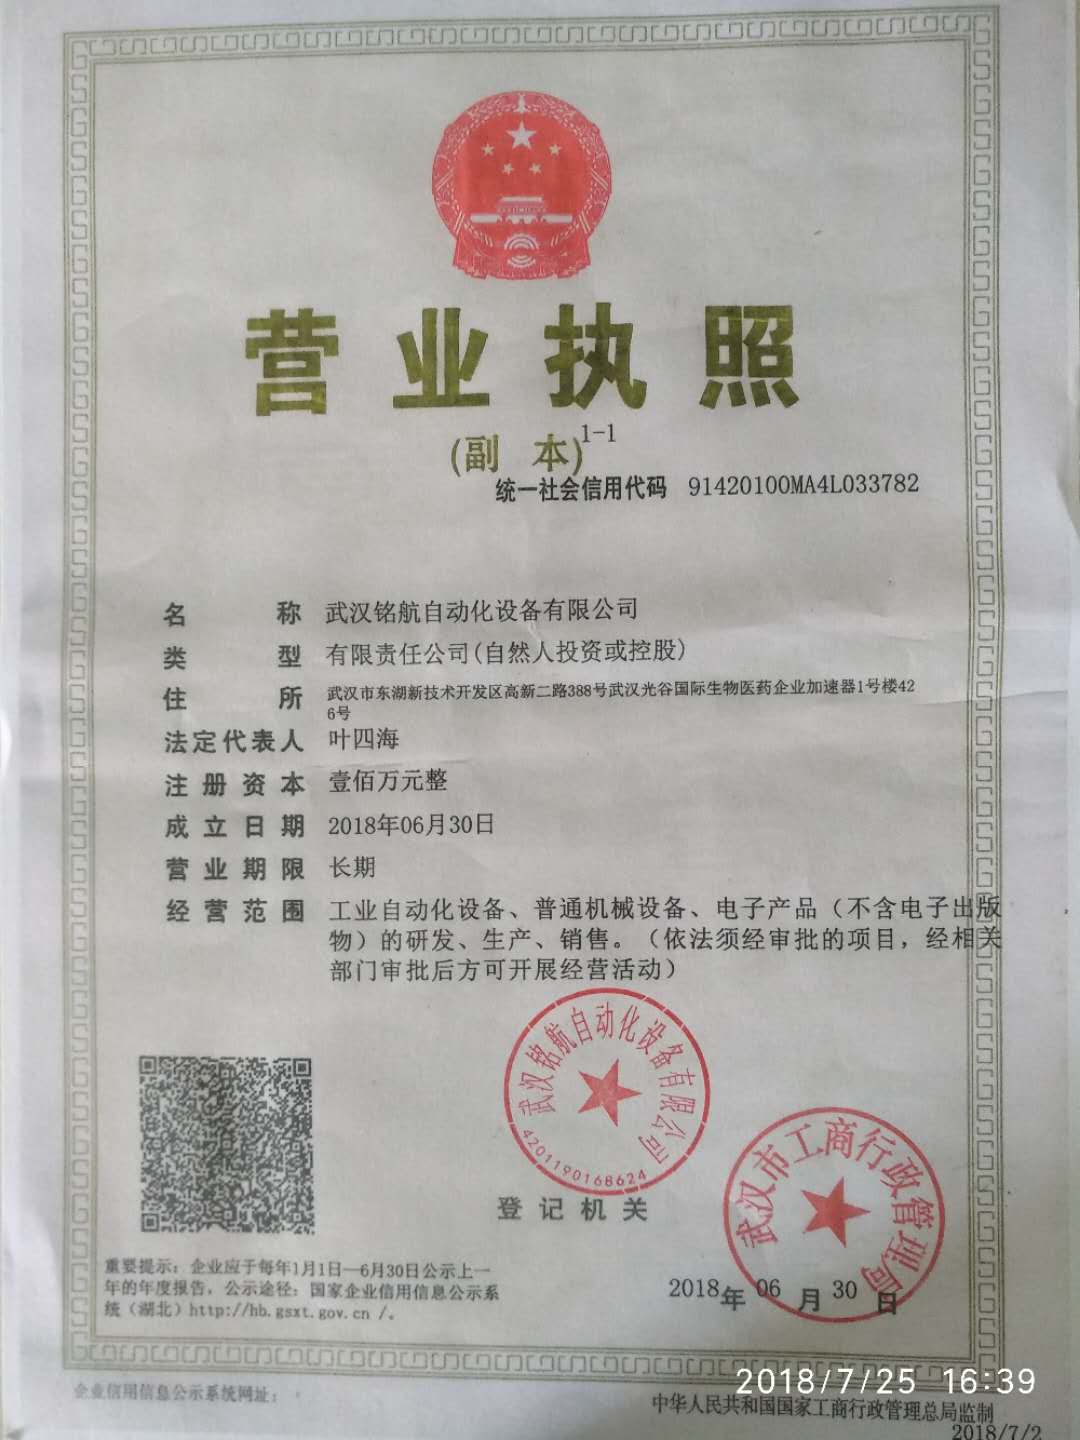 营业执照
(副 本)1-1
统一社会信用代码 91420100MA4L033782
名 称 武汉铭航自动化设备有限公司
类 型 有限责任公司(自然人投资或控股)
住 所 武汉市东湖新技术开发区高新二路388号武汉光谷国际生物医药企业加速器1号楼42
6号
法定代表人 叶四海
注册资本 壹佰万元整
成立日期 2018年06月30日
营业期限 长期
经营范围 工业自动化设备、普通机械设备、电子产品（不含电子出版
物）的研发、生产、销售。（依法须经审批的项目，经相关
部门审批后方可开展经营活动）
武汉铭航自动化设备有限公司
4201190168624
武汉市工商行政管理局
登记机关
2018年06月30日
重要提示：企业应于每年1月1日—6月30日公示上一
年的年度报告，公示途径：国家企业信用信息公示系
统（湖北）http://hb.gsxt.gov.cn /。
2018/7/25 16:39
企业信用信息公示系统网址：
中华人民共和国国家工商行政管理总局监制
2018/7/2